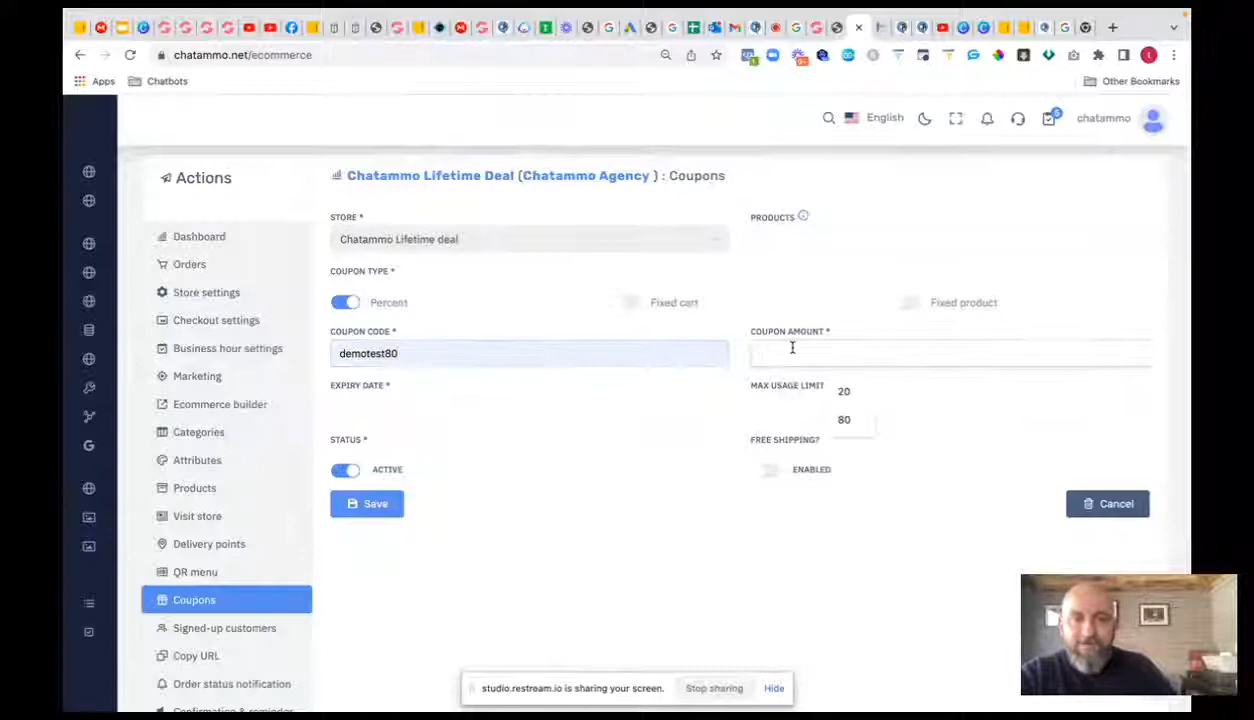 chatammo.net/ecommerce
Apps
Chatbots
Other Bookmarks
English
5
chatammo
Actions
Chatammo Lifetime Deal (Chatammo Agency ) : Coupons
STORE *
PRODUCTS
Dashboard
Chatammo Lifetime deal
Orders
COUPON TYPE *
Store settings
Percent
Fixed cart
Fixed product
Checkout settings
COUPON CODE *
COUPON AMOUNT *
Business hour settings
demotest80
Marketing
EXPIRY DATE *
MAX USAGE LIMIT
20
Ecommerce builder
80
Categories
STATUS *
FREE SHIPPING?
Attributes
ACTIVE
ENABLED
Products
Save
Cancel
Visit store
Delivery points
QR menu
Coupons
Signed-up customers
Copy URL
Order status notification
studio.restream.io is sharing your screen.
Stop sharing
Hide
Confirmation & reminder